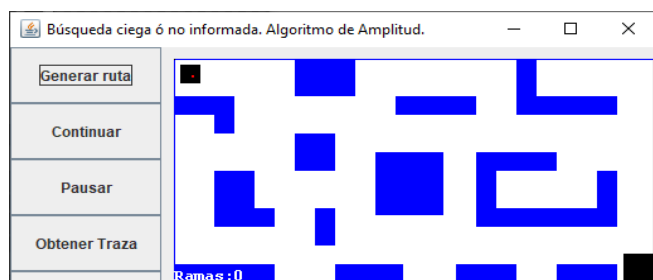 Búsqueda ciega ó no informada. Algoritmo de Amplitud.
Generar ruta
Continuar
Pausar
Obtener Traza
Ramas:0